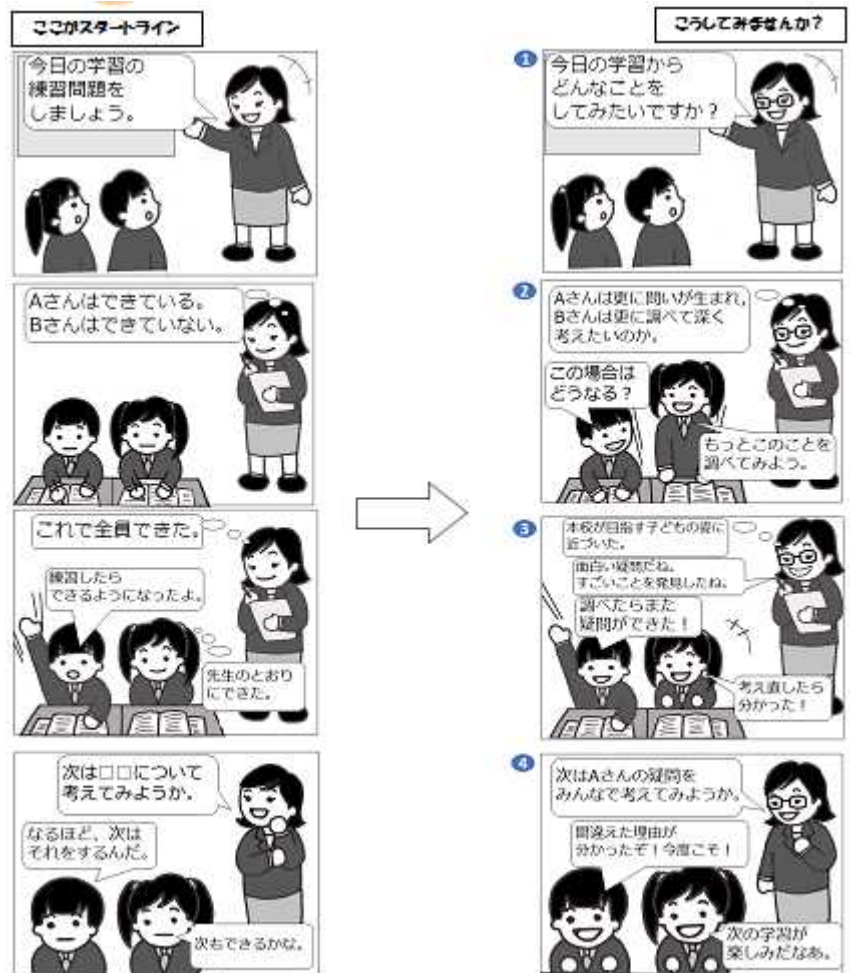 ここがスタートライン
今日の学習の
練習問題を
しましょう。
Aさんはできている。
Bさんはできていない。
これで全員できた。
練習したら
できるようになったよ。
先生のとおり
にできた。
次は□□について
考えてみようか。
なるほど、次は
それをするんだ。
次もできるかな。
こうしてみませんか？
1
今日の学習から
どんなことを
してみたいですか？
2
Aさんは更に問いが生まれ，
Bさんは更に調べて深く
考えたいのか。
この場合は
どうなる？
もっとこのことを
調べてみよう。
3
本校が目指す子どもの姿に
近づいた。
面白い疑問だね。
すごいことを発見したね。
調べたらまた
疑問ができた！
考え直したら
分かった！
4
次はAさんの疑問を
みんなで考えてみようか。
間違えた理由が
分かったぞ！今度こそ！
次の学習が
楽しみだなあ。